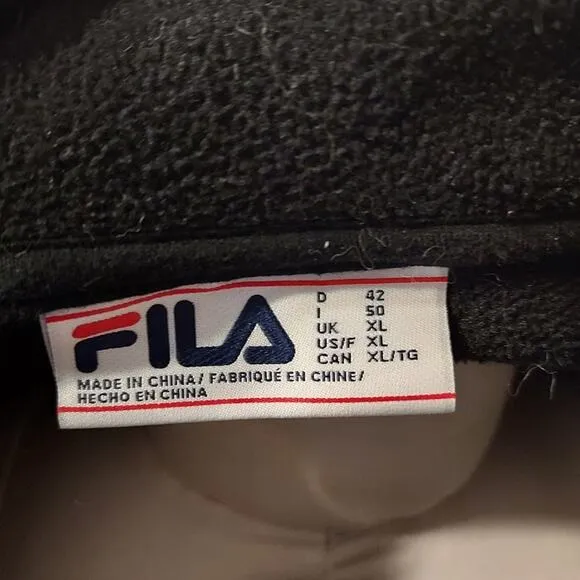 FILA
D 42
I 50
UK XL
US/F XL
CAN XL/TG
MADE IN CHINA/ FABRIQUÉ EN CHINE/
HECHO EN CHINA